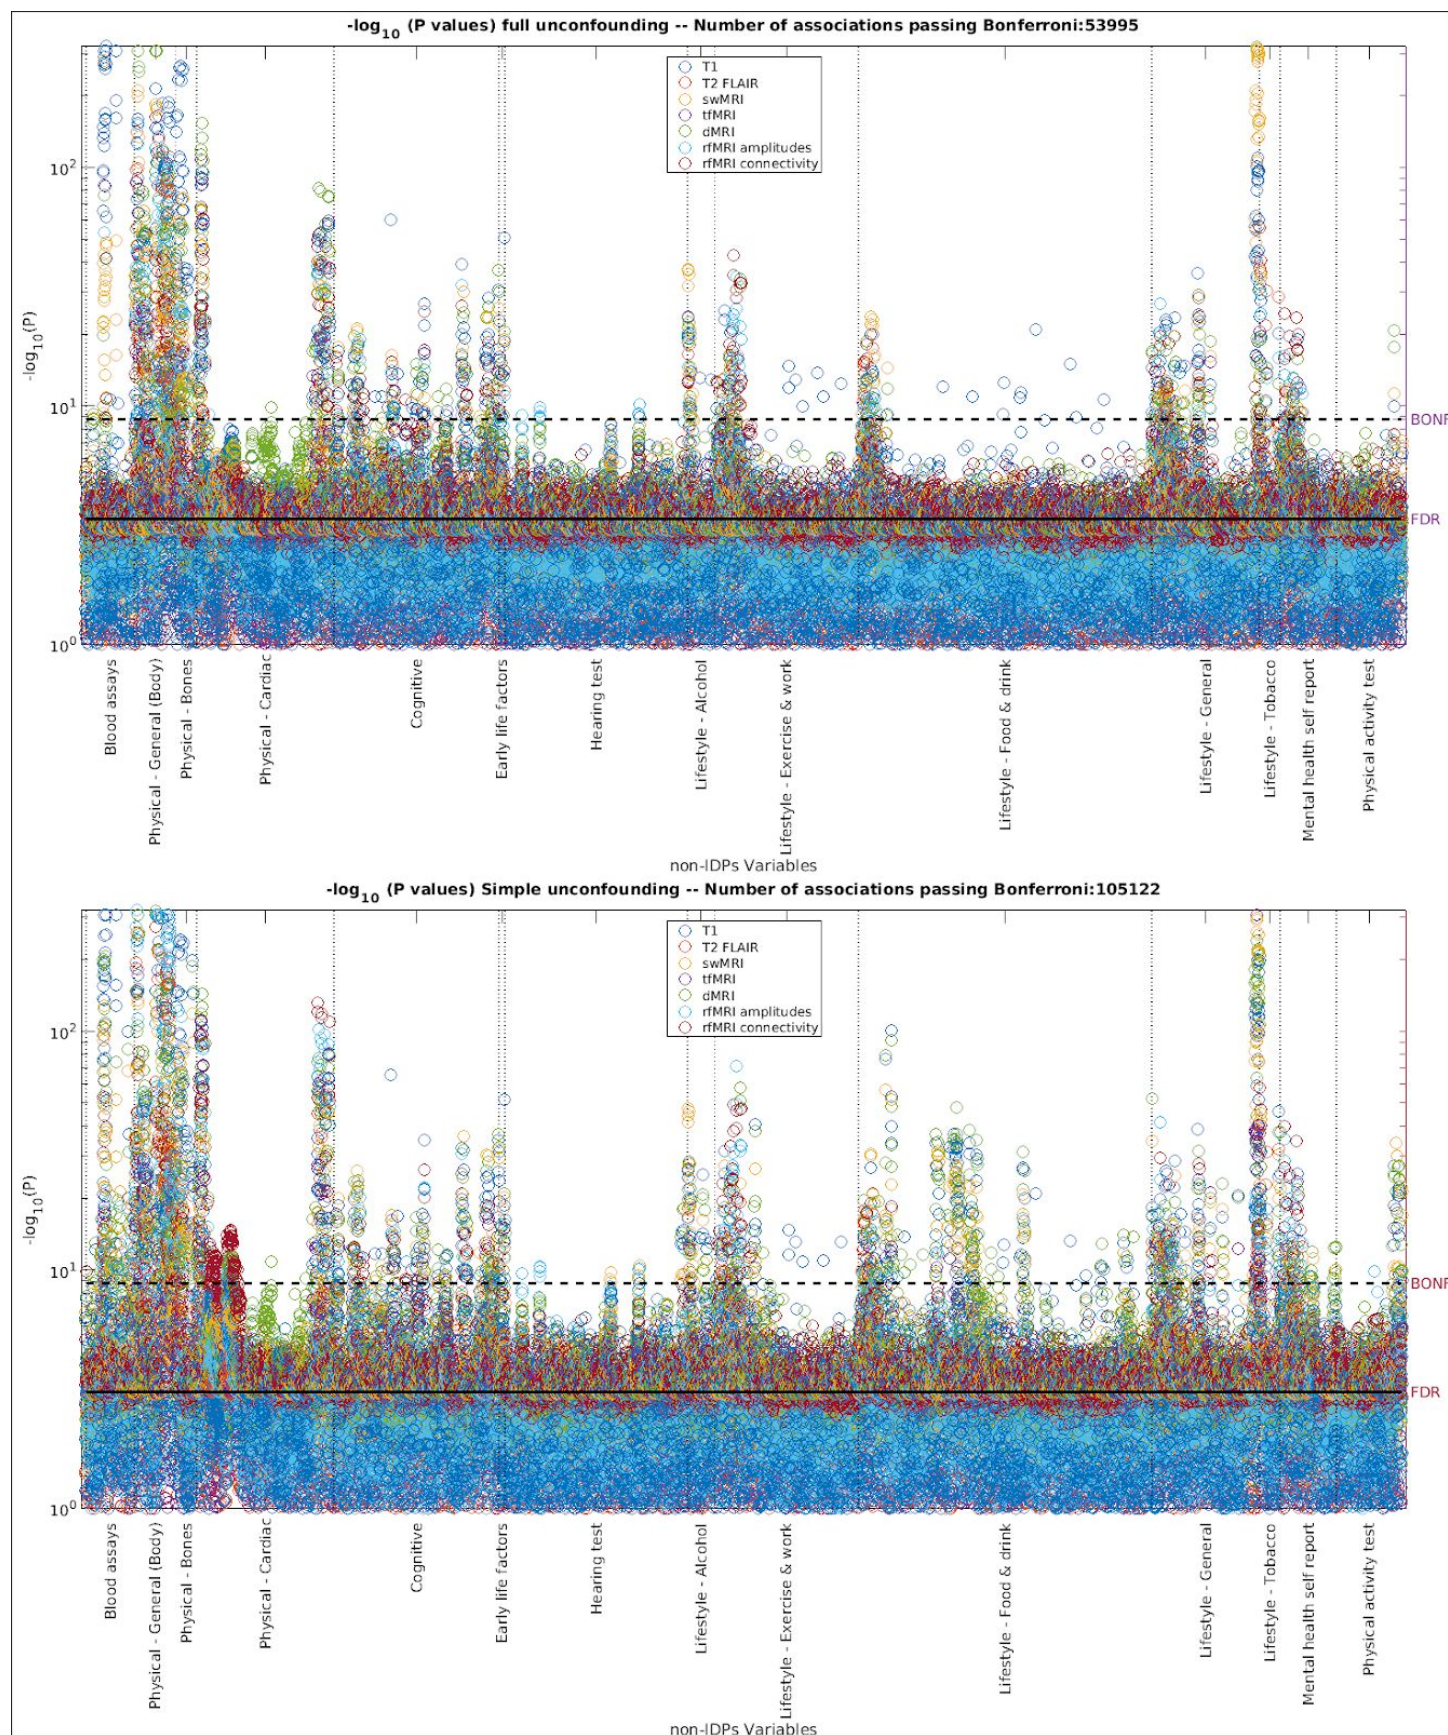 -log10 (P values) full unconfounding -- Number of associations passing Bonferroni:53995
T1
T2 FLAIR
swMRI
tfMRI
dMRI
rfMRI amplitudes
rfMRI connectivity
-log10(P)
10^2
10^1
10^0
BONF
FDR
Blood assays
Physical - General (Body)
Physical - Bones
Physical - Cardiac
Cognitive
Early life factors
Hearing test
Lifestyle - Alcohol
Lifestyle - Exercise & work
Lifestyle - Food & drink
Lifestyle - General
Lifestyle - Tobacco
Mental health self report
Physical activity test
non-IDPs Variables
-log10 (P values) Simple unconfounding -- Number of associations passing Bonferroni:105122
T1
T2 FLAIR
swMRI
tfMRI
dMRI
rfMRI amplitudes
rfMRI connectivity
-log10(P)
10^2
10^1
10^0
BONF
FDR
Blood assays
Physical - General (Body)
Physical - Bones
Physical - Cardiac
Cognitive
Early life factors
Hearing test
Lifestyle - Alcohol
Lifestyle - Exercise & work
Lifestyle - Food & drink
Lifestyle - General
Lifestyle - Tobacco
Mental health self report
Physical activity test
non-IDPs Variables